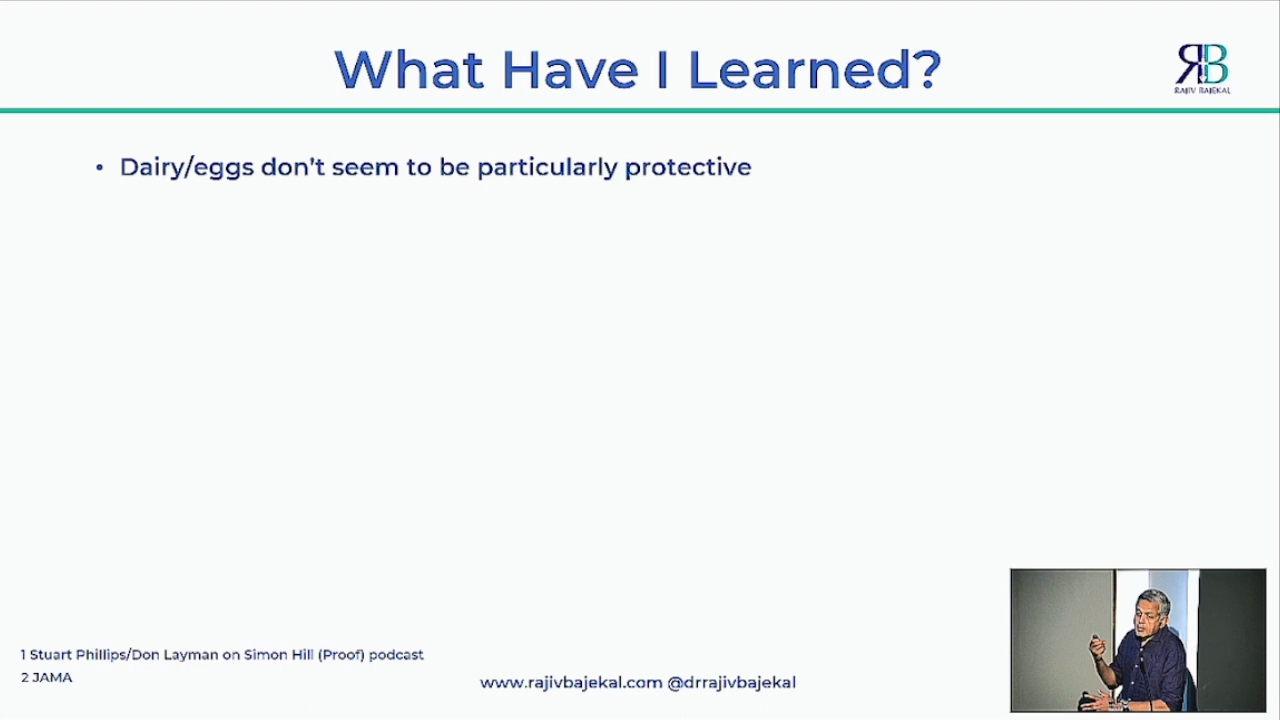 What Have I Learned?
RB
RAJIV BAJEKAL
• Dairy/eggs don't seem to be particularly protective
1 Stuart Phillips/Don Layman on Simon Hill (Proof) podcast
2 JAMA
www.rajivbajekal.com @drrajivbajekal